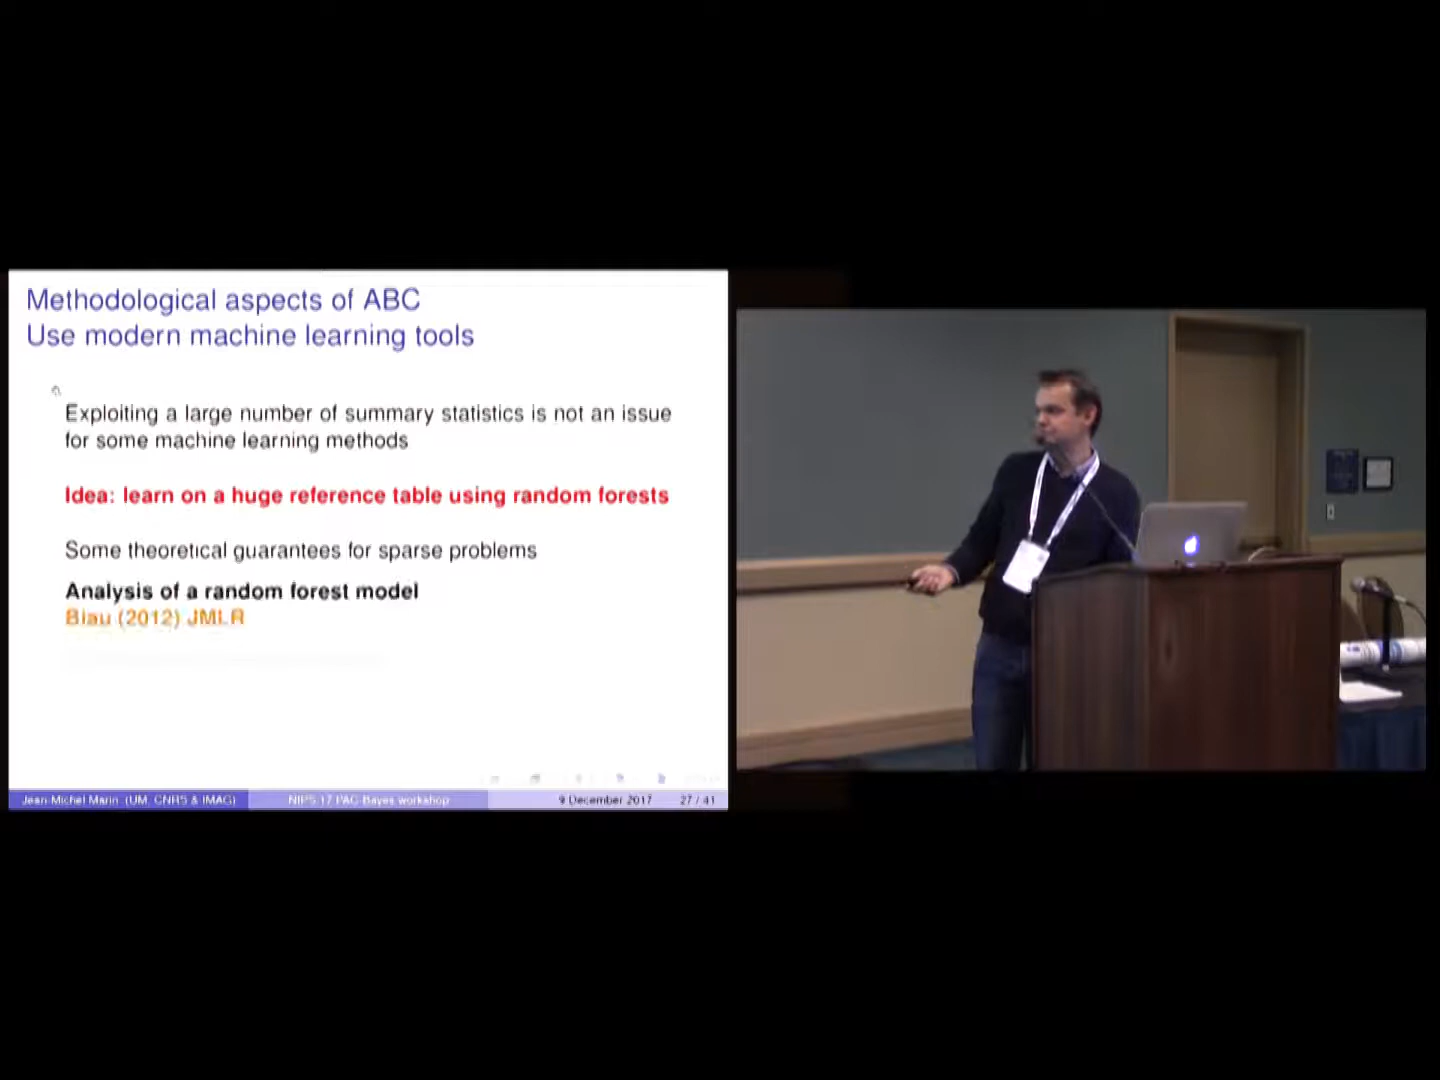 Methodological aspects of ABC
Use modern machine learning tools
Exploiting a large number of summary statistics is not an issue
for some machine learning methods
Idea: learn on a huge reference table using random forests
Some theoretical guarantees for sparse problems
Analysis of a random forest model
Biau (2012) JMLR
Jean-Michel Marin (UM, CNRS & IMAG) NIPS 17 PAC-Bayes workshop 9 December 2017 27 / 41